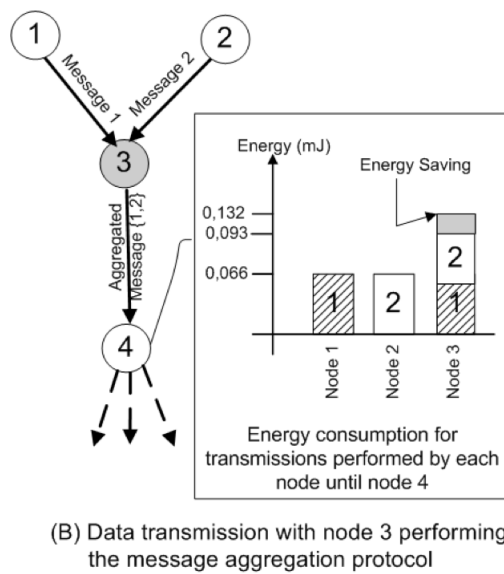 1
2
Message 1
Message 2
3
Aggregated
Message {1,2}
4
Energy (mJ)
Energy Saving
0,132
0,093
0,066
1
2
2
1
Node 1
Node 2
Node 3
Energy consumption for
transmissions performed by each
node until node 4
(B) Data transmission with node 3 performing
the message aggregation protocol